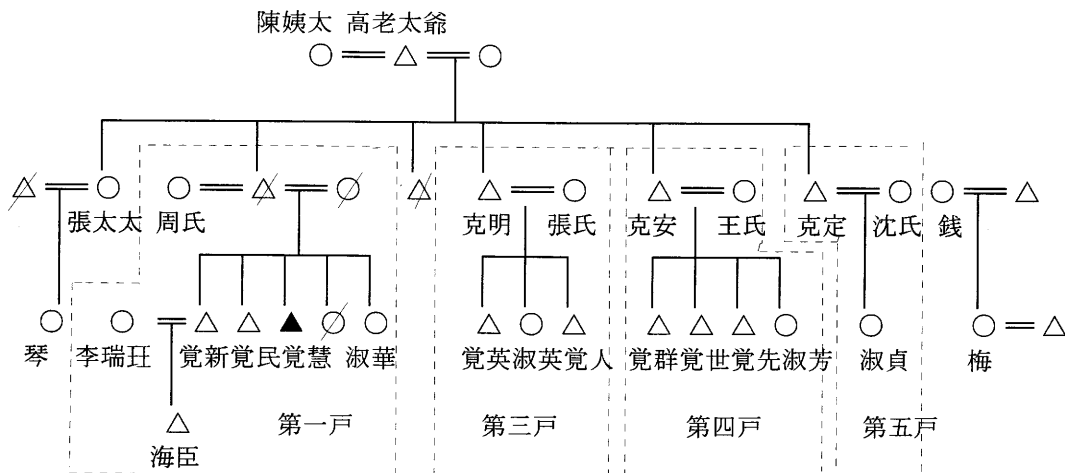 陳姨太 高老太爺
張太太 周氏 克明 張氏 克安 王氏 克定 沈氏 銭
琴 李瑞珏 覚新 覚民 覚慧 淑華 覚英 淑英 覚人 覚群 覚世 覚先 淑芳 淑貞 梅
海臣 第一戸 第三戸 第四戸 第五戸